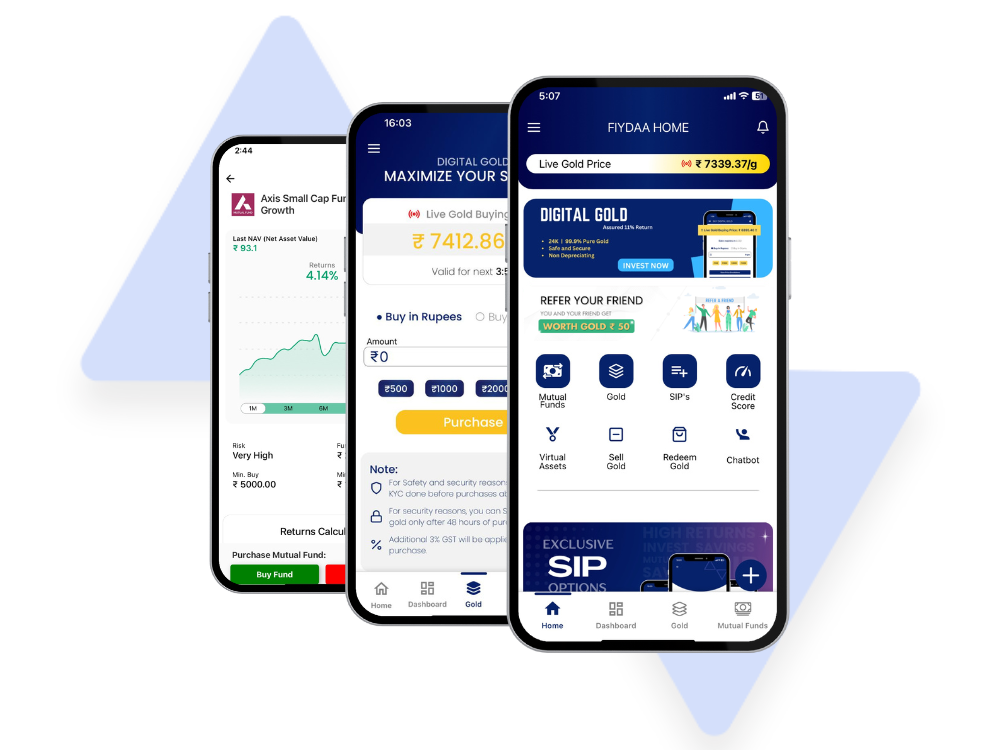 2:44
Axis Small Cap Fun
Growth
Last NAV (Net Asset Value)
₹ 93.1
Returns
4.14%
1M 3M 6M
Risk
Very High
Fu
₹
Min. Buy
₹ 5000.00
Mi
₹
Returns Calcul
Purchase Mutual Fund:
Buy Fund
16:03
DIGITAL GOLD
MAXIMIZE YOUR S
Live Gold Buying
₹ 7412.86
Valid for next 3:5
Buy in Rupees
Buy
Amount
₹0
₹500 ₹1000 ₹2000
Purchase
Note:
For Safety and security reason
KYC done before purchases a
For security reasons, you can S
gold only after 48 hours of pur
Additional 3% GST will be applie
purchase.
Home Dashboard Gold
5:07
51
FIYDAA HOME
Live Gold Price
₹ 7339.37/g
DIGITAL GOLD
Assured 11% Return
24K | 99.9% Pure Gold
Safe and Secure
Non Depreciating
INVEST NOW
REFER YOUR FRIEND
YOU AND YOUR FRIEND GET
WORTH GOLD ₹ 50*
REFER A FRIEND
Mutual
Funds
Gold
SIP's
Credit
Score
Virtual
Assets
Sell
Gold
Redeem
Gold
Chatbot
EXCLUSIVE
SIP
OPTIONS
HIGH RETURNS
INVEST SAVINGS
Home Dashboard Gold Mutual Funds